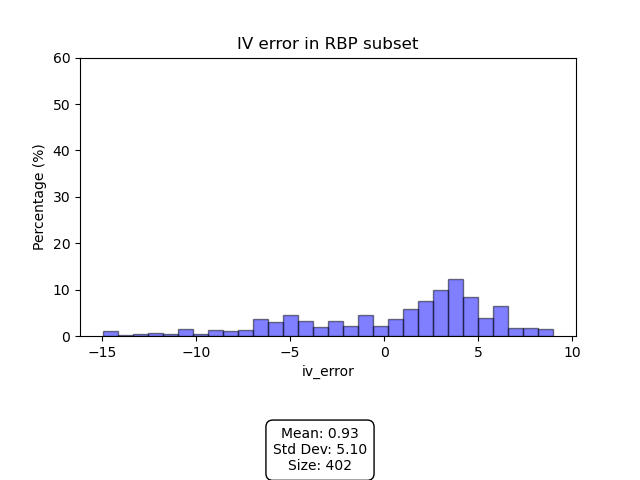 IV error in RBP subset
60
50
40
30
20
10
0
Percentage (%)
−15
−10
−5
0
5
10
iv_error
Mean: 0.93
Std Dev: 5.10
Size: 402